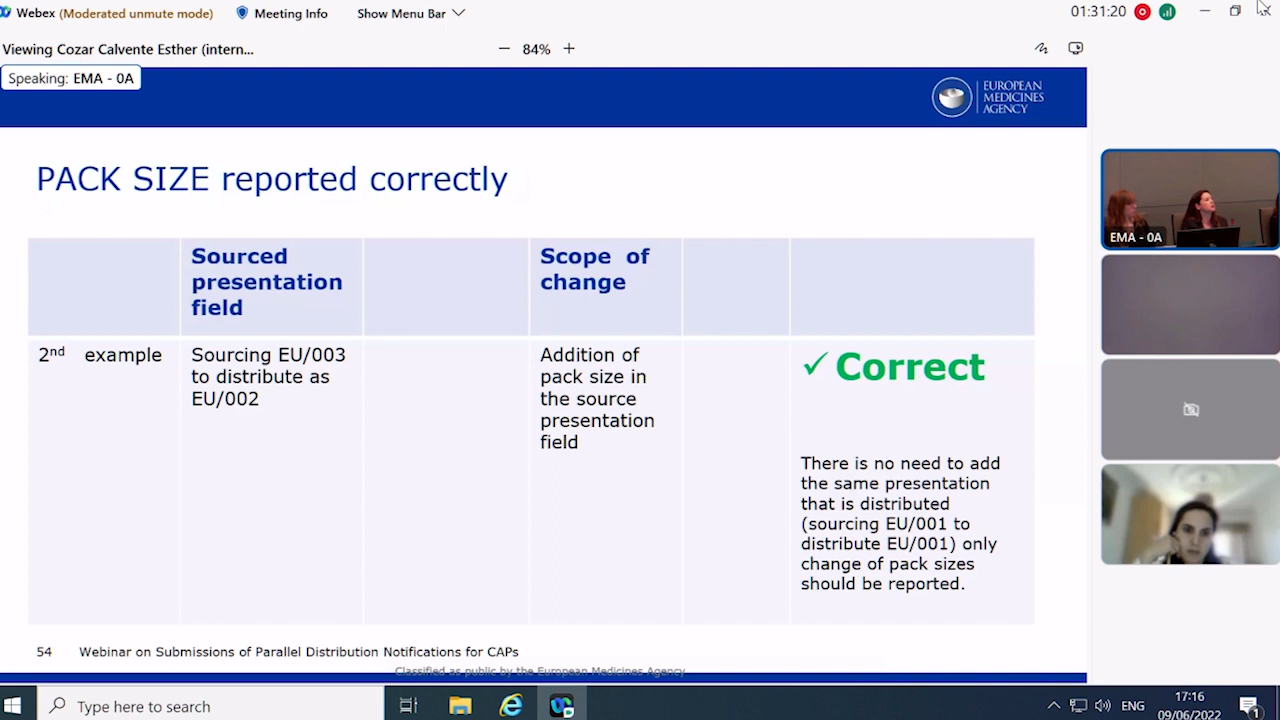 Webex (Moderated unmute mode) Meeting Info Show Menu Bar 01:31:20
Viewing Cozar Calvente Esther (intern... 84%
Speaking: EMA - 0A
EUROPEAN
MEDICINES
AGENCY
PACK SIZE reported correctly
Sourced
presentation
field
Scope of
change
2nd example
Sourcing EU/003
to distribute as
EU/002
Addition of
pack size in
the source
presentation
field
✓ Correct
There is no need to add
the same presentation
that is distributed
(sourcing EU/001 to
distribute EU/001) only
change of pack sizes
should be reported.
EMA - 0A
54 Webinar on Submissions of Parallel Distribution Notifications for CAPs
Classified as public by the European Medicines Agency
Type here to search
ENG
17:16
09/06/2022
1